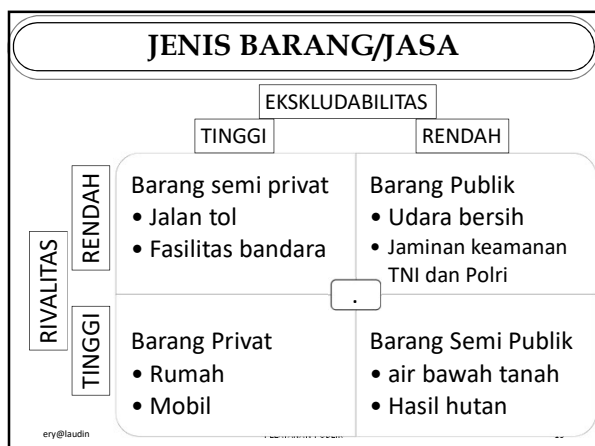 JENIS BARANG/JASA
EKSKLUDABILITAS
TINGGI
RENDAH
RIVALITAS
RENDAH
Barang semi privat
• Jalan tol
• Fasilitas bandara
Barang Publik
• Udara bersih
• Jaminan keamanan
TNI dan Polri
.
TINGGI
Barang Privat
• Rumah
• Mobil
Barang Semi Publik
• air bawah tanah
• Hasil hutan
ery@laudin